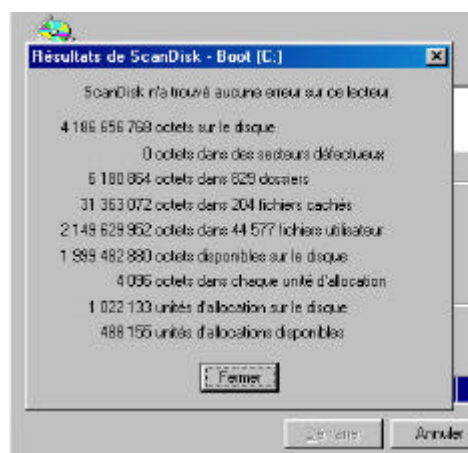 Résultats de ScanDisk - Boot (C:)
ScanDisk n'a trouvé aucune erreur sur ce lecteur.
4 186 656 768 octets sur le disque
0 octets dans des secteurs défectueux
6 180 864 octets dans 829 dossiers
31 363 072 octets dans 204 fichiers cachés
2 149 629 952 octets dans 44 577 fichiers utilisateur
1 999 482 880 octets disponibles sur le disque
4 096 octets dans chaque unité d'allocation
1 022 133 unités d'allocation sur le disque
488 155 unités d'allocations disponibles
Fermer
Démarrer Annuler